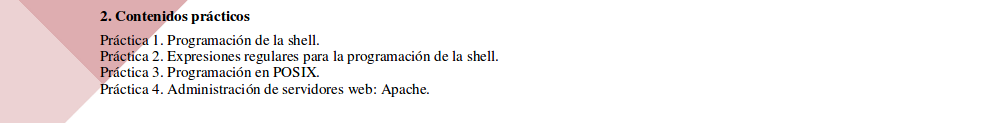 2. Contenidos prácticos
Práctica 1. Programación de la shell.
Práctica 2. Expresiones regulares para la programación de la shell.
Práctica 3. Programación en POSIX.
Práctica 4. Administración de servidores web: Apache.